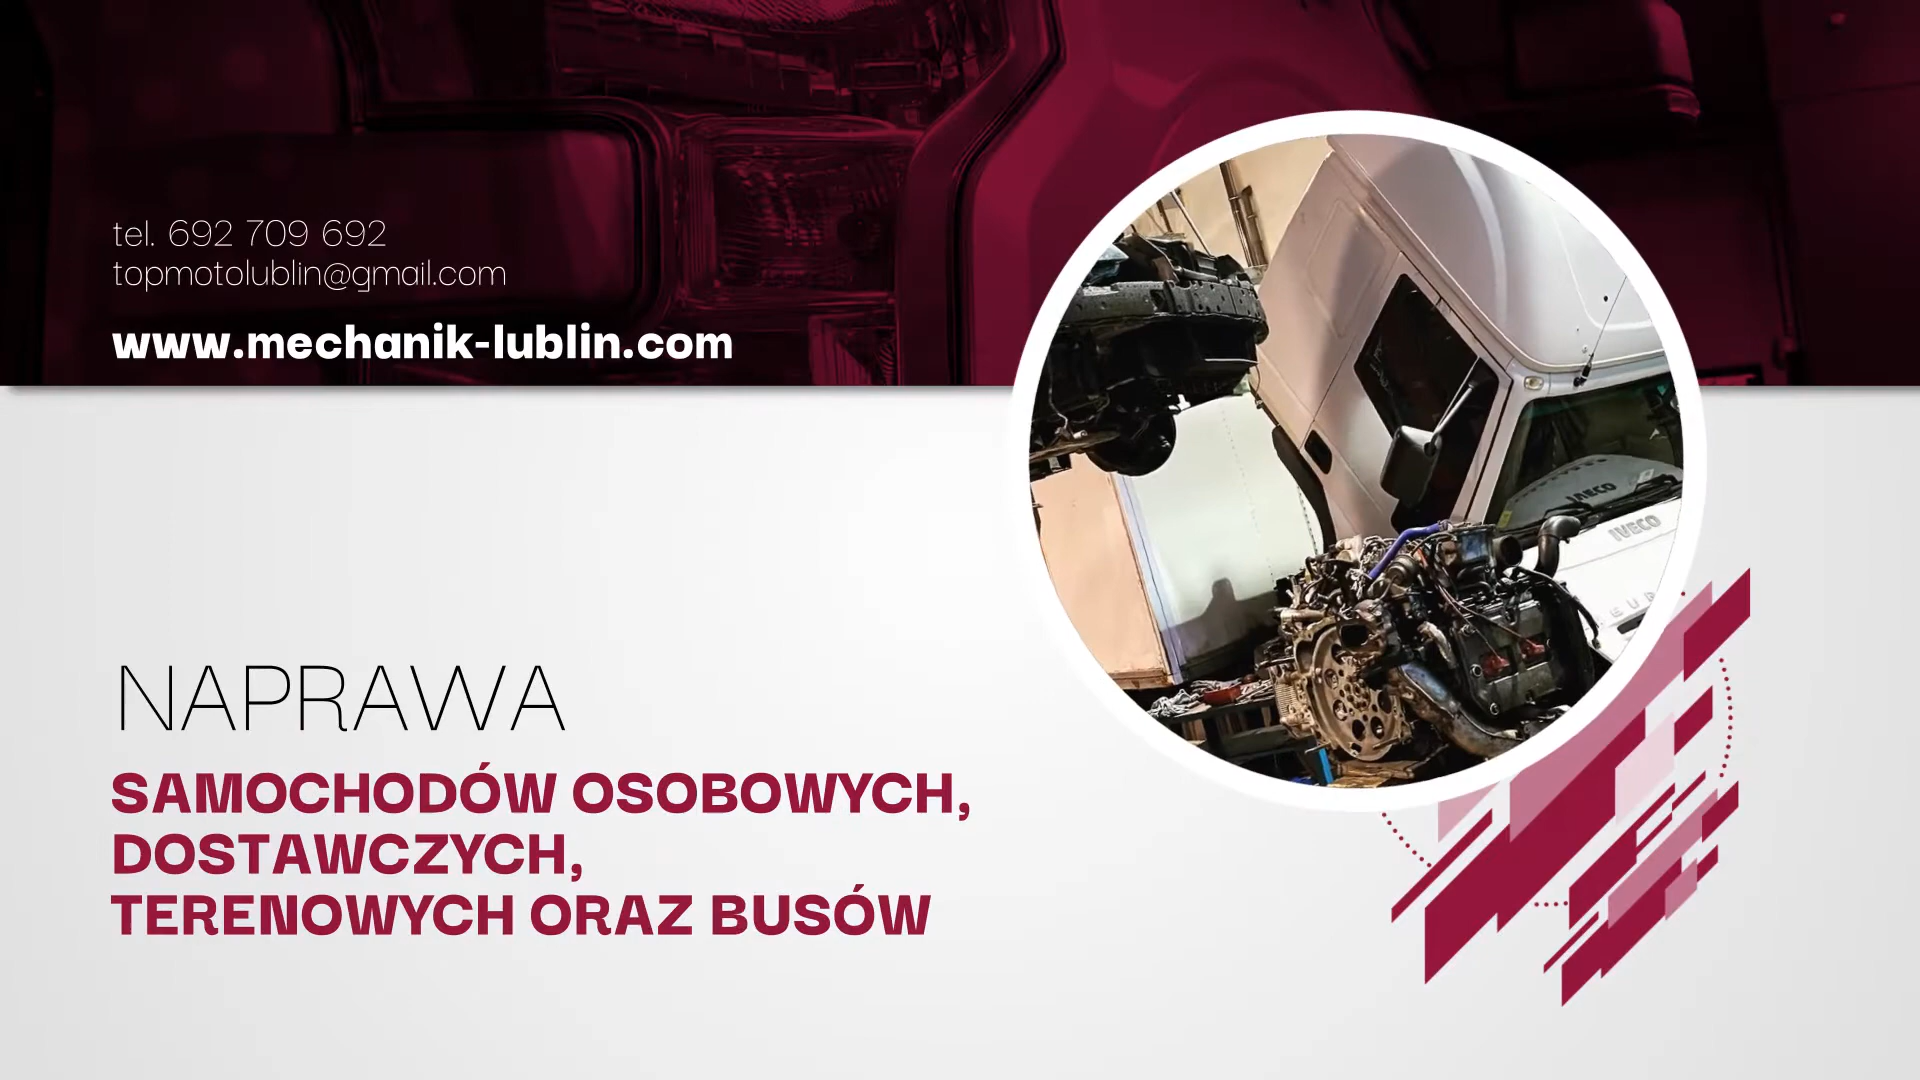 tel. 692 709 692
topmotolublin@gmail.com
www.mechanik-lublin.com
IVECO
IVECO
NAPRAWA
SAMOCHODÓW OSOBOWYCH,
DOSTAWCZYCH,
TERENOWYCH ORAZ BUSÓW